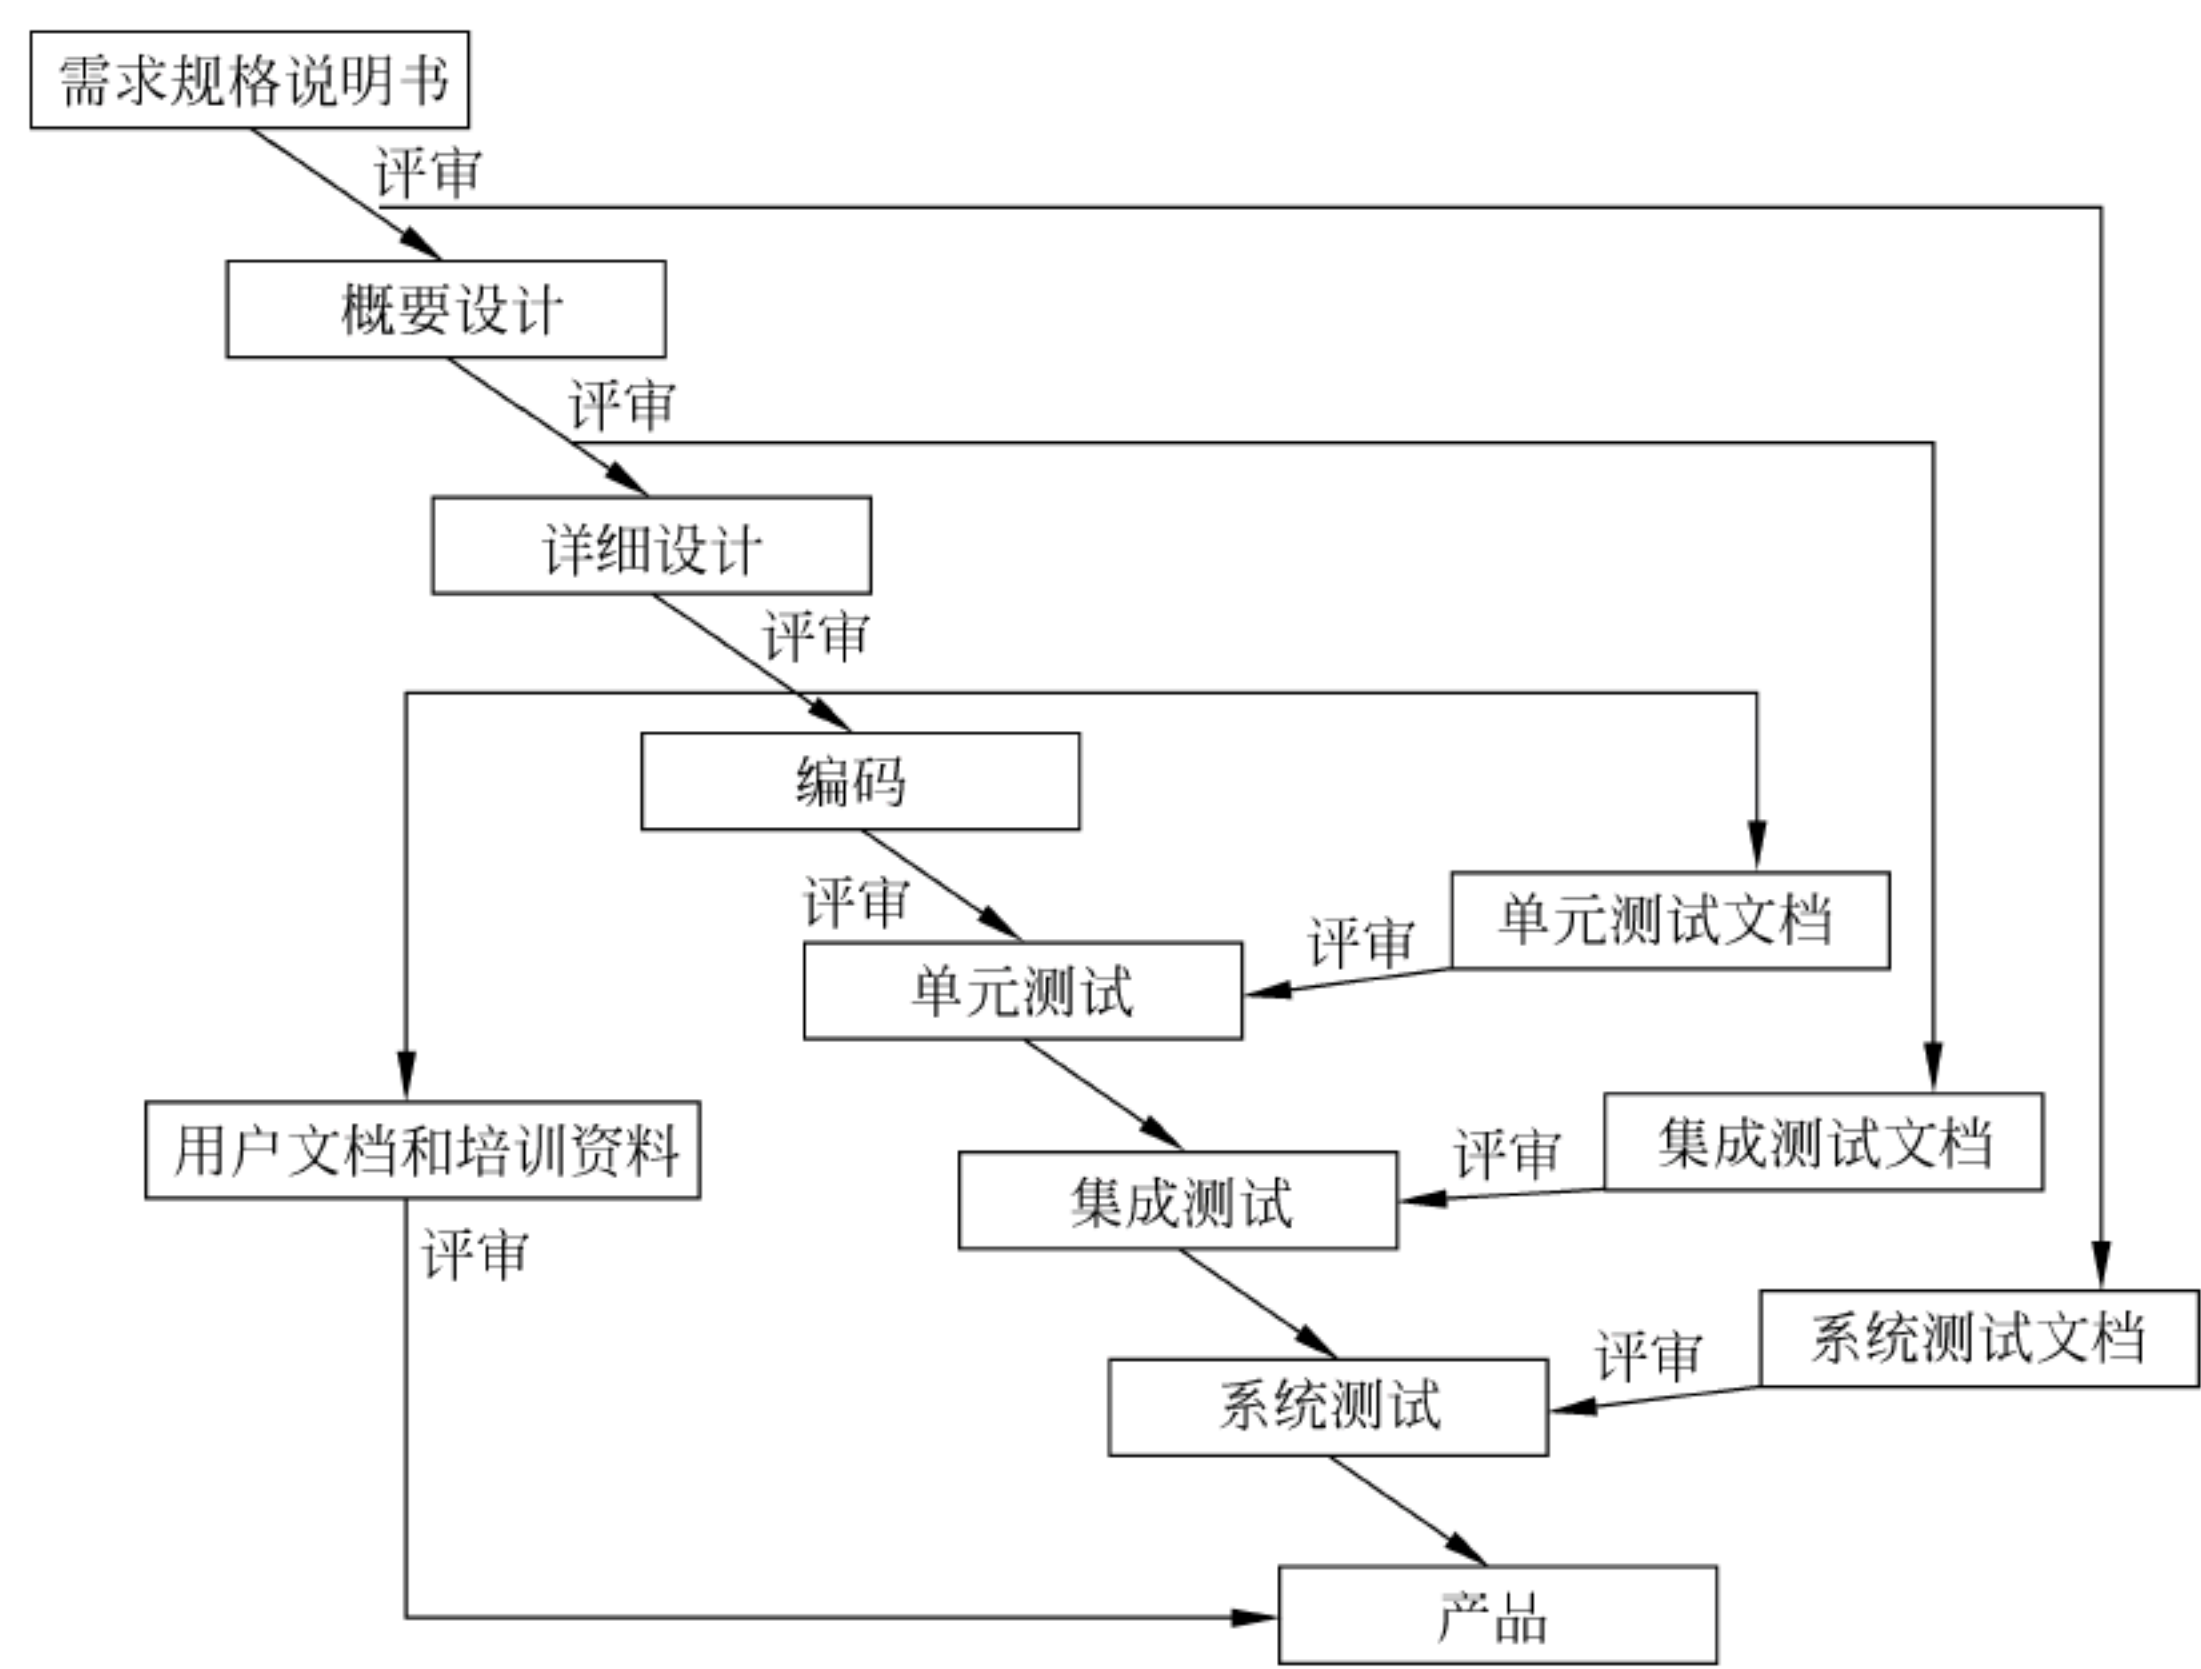 需求规格说明书
评审
概要设计
评审
详细设计
评审
编码
评审
单元测试文档
评审
单元测试
用户文档和培训资料
集成测试文档
评审
集成测试
评审
系统测试文档
评审
系统测试
产品